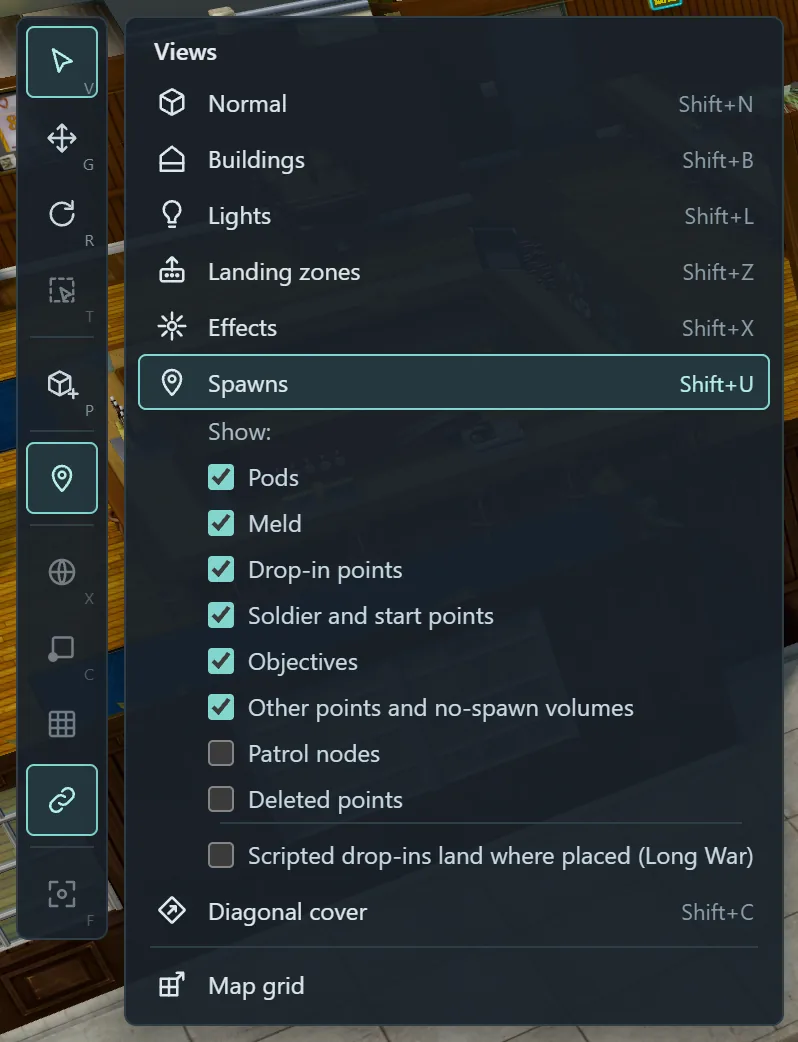 Views
V
Normal Shift+N
G
Buildings Shift+B
R
Lights Shift+L
Landing zones Shift+Z
T
Effects Shift+X
Spawns Shift+U
P
Show:
Pods
Meld
Drop-in points
X
Soldier and start points
Objectives
C
Other points and no-spawn volumes
Patrol nodes
Deleted points
Scripted drop-ins land where placed (Long War)
Diagonal cover Shift+C
F
Map grid